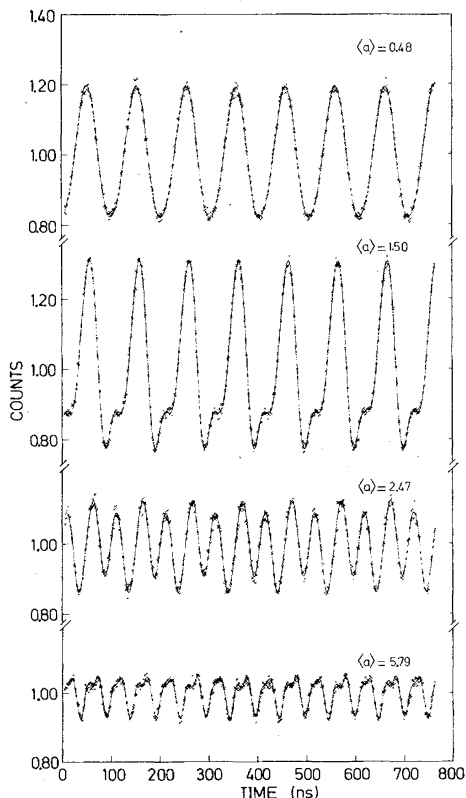 1.40
⟨a⟩ = 0.48
1.20
1.00
0.80
⟨a⟩ = 1.50
1.20
1.00
0.80
⟨a⟩ = 2.47
1.00
0.80
⟨a⟩ = 5.79
1.00
0.80
COUNTS
0 100 200 300 400 500 600 700 800
TIME (ns)